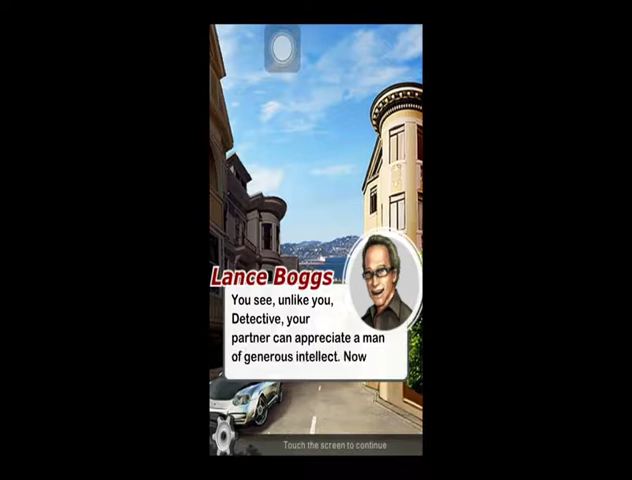 Lance Boggs
You see, unlike you,
Detective, your
partner can appreciate a man
of generous intellect. Now
Touch the screen to continue